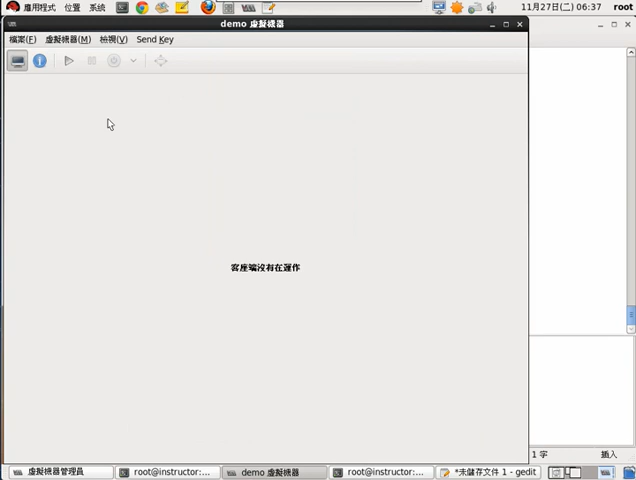 應用程式 位置 系統 11月27日(二) 06:37 root
demo 虛擬機器
檔案(F) 虛擬機器(M) 檢視(V) Send Key
客座端沒有在運作
1 字 插入
虛擬機器管理員 root@instructor:... demo 虛擬機器 root@instructor:... *未儲存文件 1 - gedit